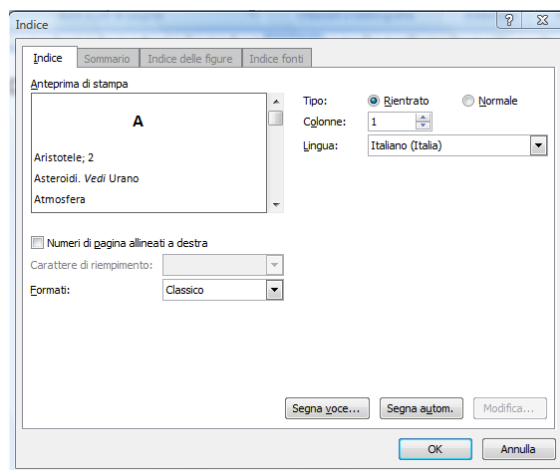 Indice
Indice Sommario Indice delle figure Indice fonti
Anteprima di stampa
A
Aristotele; 2
Asteroidi. Vedi Urano
Atmosfera
Tipo: Rientrato Normale
Colonne: 1
Lingua: Italiano (Italia)
Numeri di pagina allineati a destra
Carattere di riempimento:
Formati: Classico
Segna voce... Segna autom. Modifica...
OK Annulla